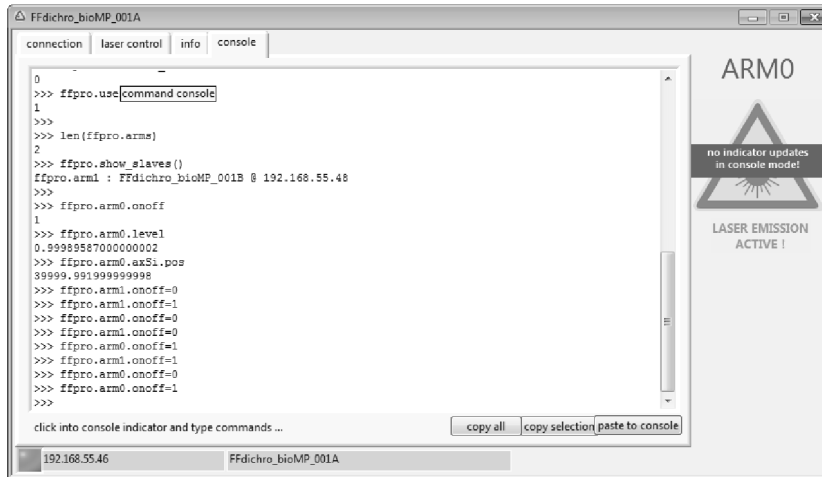 FFdichro_bioMP_001A
connection laser control info console
0
>>> ffpro.use command console
1
>>>
>>> len(ffpro.arms)
2
>>> ffpro.show_slaves()
ffpro.arm1 : FFdichro_bioMP_001B @ 192.168.55.48
>>>
>>> ffpro.arm0.onoff
1
>>> ffpro.arm0.level
0.99989587000000002
>>> ffpro.arm0.axSi.pos
39999.991999999998
>>> ffpro.arm1.onoff=0
>>> ffpro.arm1.onoff=1
>>> ffpro.arm0.onoff=0
>>> ffpro.arm1.onoff=0
>>> ffpro.arm0.onoff=1
>>> ffpro.arm1.onoff=1
>>> ffpro.arm0.onoff=0
>>> ffpro.arm0.onoff=1
>>>
click into console indicator and type commands ...
copy all copy selection paste to console
192.168.55.46 FFdichro_bioMP_001A
ARM0
no indicator updates
in console mode!
LASER EMISSION
ACTIVE !